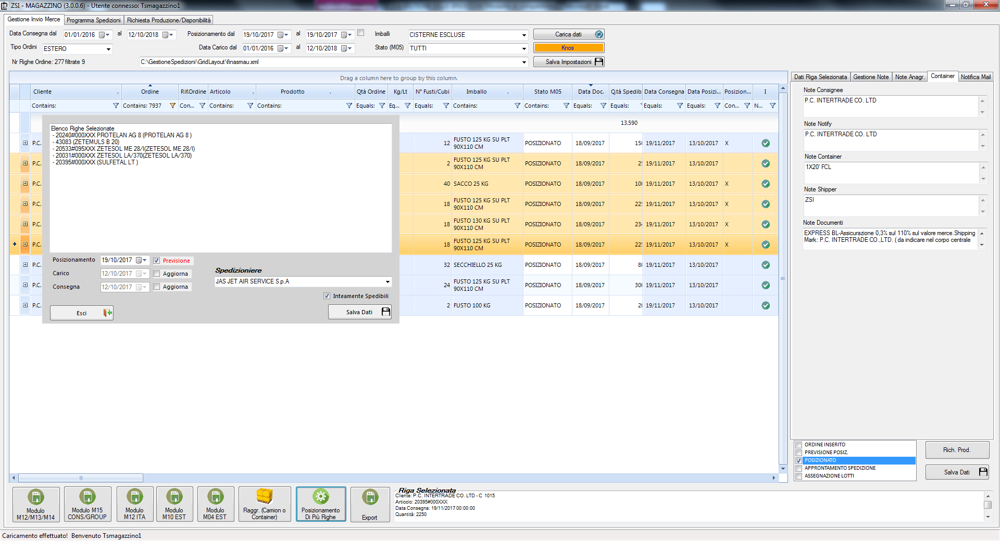 ZSI - MAGAZZINO (3.0.0.6) - Utente connesso: Tsmagazzino1
Gestione Invio Merce
Programma Spedizioni
Richiesta Produzione/Disponibilità
Data Consegna dal 01/01/2016 al 12/10/2018 Posizionamento dal 19/10/2017 al 19/10/2017 Imballi CISTERNE ESCLUSE Carica dati
Tipo Ordini ESTERO Data Carico dal 01/01/2016 al 12/10/2018 Stato (M05) TUTTI Knos
Nr Righe Ordine: 277 filtrate 9 C:\GestioneSpedizioni\GridLayout\finasmau.xml Salva Impostazioni
Drag a column here to group by this column.
Cliente . Ordine Rif.Ordine Articolo . Prodotto . Qtà Ordine Kg/Lt N° Fusti/Cubi Imballo . Stato M05 Data Doc. Q.tà Spedib Data Consegna Data Posizi... Posizion... I
Contains: Contains: 7937 Con... Contains: Contains: Equals: Eq... Equals: Contains: Contains: Equals: Equals: Equals: Equals: Con... N...
13.590
P.C. 12 FUSTO 125 KG SU PLT 90X110 CM POSIZIONATO 18/09/2017 150 19/11/2017 13/10/2017 X
P.C. 2 FUSTO 125 KG SU PLT 90X110 CM POSIZIONATO 18/09/2017 25 19/11/2017 13/10/2017
P.C. 40 SACCO 25 KG POSIZIONATO 18/09/2017 100 19/11/2017 13/10/2017 X
P.C. 18 FUSTO 125 KG SU PLT 90X110 CM POSIZIONATO 18/09/2017 225 19/11/2017 13/10/2017 X
P.C. 18 FUSTO 130 KG SU PLT 90X110 CM POSIZIONATO 18/09/2017 234 19/11/2017 13/10/2017 X
P.C. 18 FUSTO 125 KG SU PLT 90X110 CM POSIZIONATO 18/09/2017 225 19/11/2017 13/10/2017 X
P.C. 32 SECCHIELLO 25 KG POSIZIONATO 18/09/2017 80 19/11/2017 13/10/2017
P.C. 24 FUSTO 125 KG SU PLT 90X110 CM POSIZIONATO 18/09/2017 300 19/11/2017 13/10/2017
P.C. 2 FUSTO 100 KG POSIZIONATO 18/09/2017 20 19/11/2017 13/10/2017
Elenco Righe Selezionate
- 20240#000XXX PROTELAN AG 8 (PROTELAN AG 8 )
- 43083 (ZETEMULS B 20)
- 20533#095XXX ZETESOL ME 28/I(ZETESOL ME 28/I)
- 20031#000XXX ZETESOL LA/370(ZETESOL LA/370)
- 20395#000XXX (SULFETAL LT )
Posizionamento 19/10/2017 Previsione
Carico 12/10/2017 Aggiorna
Consegna 12/10/2017 Aggiorna
Spedizioniere
JAS JET AIR SERVICE S.p.A
Inteamente Spedibili
Esci
Salva Dati
Dati Riga Selezionata
Gestione Note
Note Anagr.
Container
Notifica Mail
Note Consignee
P.C. INTERTRADE CO. LTD
Note Notify
P.C. INTERTRADE CO. LTD
Note Container
1X20' FCL
Note Shipper
ZSI
Note Documenti
EXPRESS BL-Assicurazione 0,3% sul 110% sul valore merce.Shipping
Mark: P.C. INTERTRADE CO.,LTD. ( da indicare nel corpo centrale
ORDINE INSERITO
PREVISIONE POSIZ.
POSIZIONATO
APPRONTAMENTO SPEDIZIONE
ASSEGNAZIONE LOTTI
Rich. Prod.
Salva Dati
Modulo M12/M13/M14
Modulo M15 CONS/GROUP
Modulo M12 ITA
Modulo M10 EST
Modulo M04 EST
Raggr. (Camion o Container)
Posizionamento Di Più Righe
Export
Riga Selezionata
Cliente: P.C. INTERTRADE CO. LTD - C 1015
Articolo: 20395#000XXX
Data Consegna: 19/11/2017 00:00:00
Quantità: 2250
Caricamento effettuato! Benvenuto Tsmagazzino1